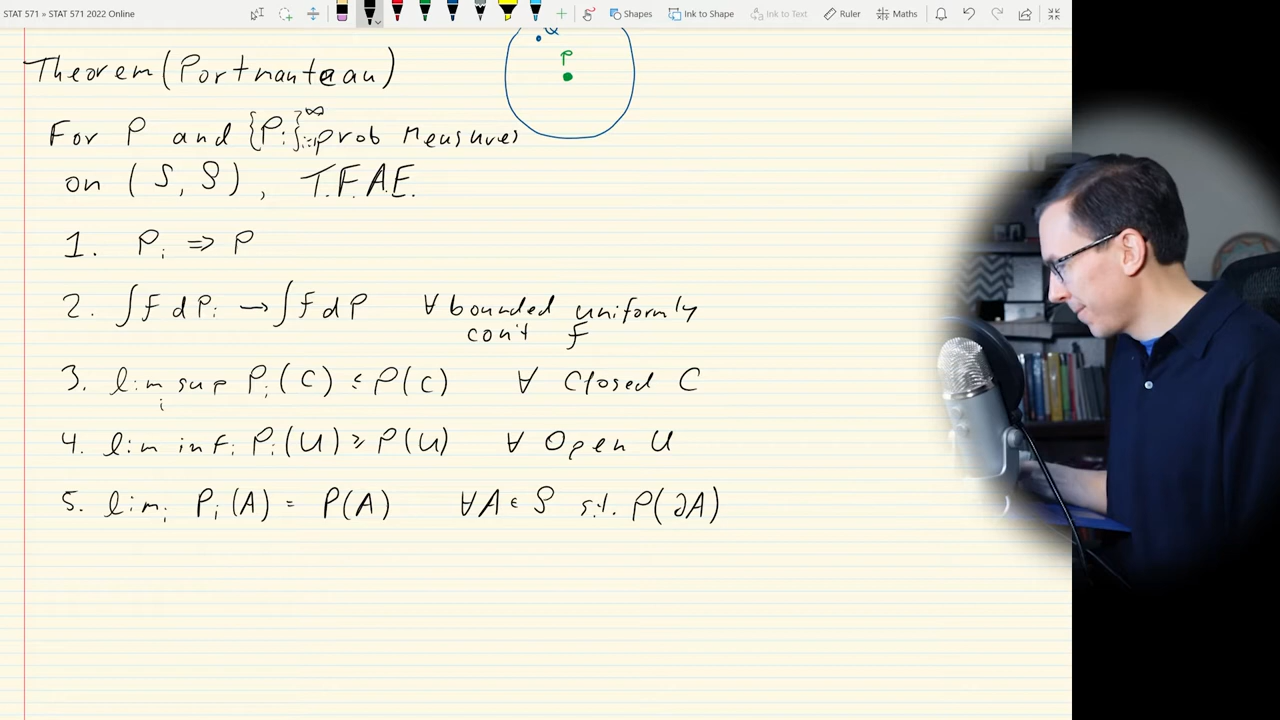 STAT 571 » STAT 571 2022 Online
Shapes Ink to Shape Ink to Text Ruler Maths
Q
P
Theorem (Portmanteau)
For P and {Pᵢ}ᵢ₌₁^∞ prob measures
on (S, 𝒮), T.F.A.E.
1. Pᵢ ⇒ P
2. ∫f dPᵢ → ∫f dP ∀ bounded uniformly
con't f
3. lim supᵢ Pᵢ(C) ≤ P(C) ∀ Closed C
4. lim infᵢ Pᵢ(U) ≥ P(U) ∀ Open U
5. limᵢ Pᵢ(A) = P(A) ∀A ∈ 𝒮 s.t. P(∂A)